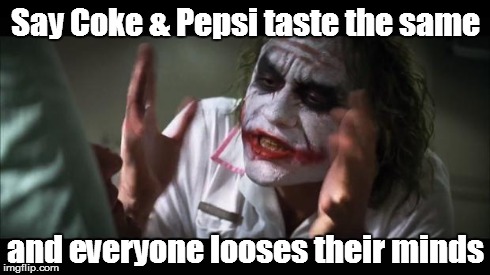 Say Coke & Pepsi taste the same
and everyone looses their minds
imgflip.com